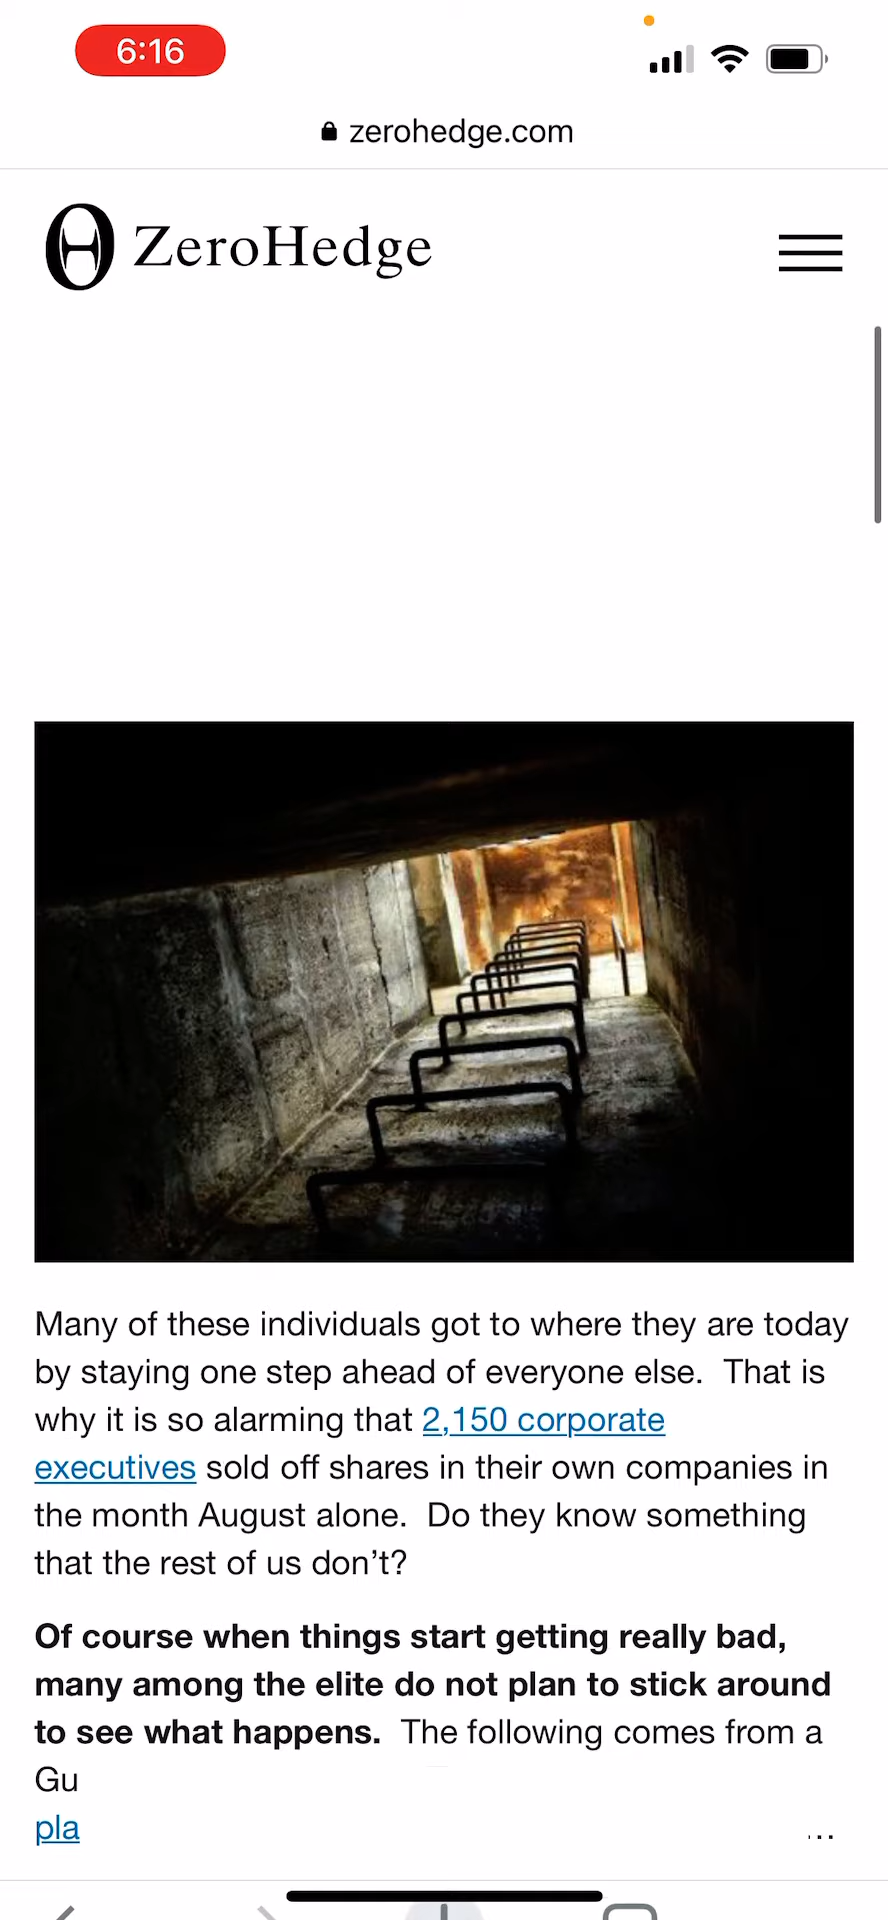 6:16
zerohedge.com
ZeroHedge
Many of these individuals got to where they are today
by staying one step ahead of everyone else. That is
why it is so alarming that 2,150 corporate
executives sold off shares in their own companies in
the month August alone. Do they know something
that the rest of us don’t?
Of course when things start getting really bad,
many among the elite do not plan to stick around
to see what happens. The following comes from a
Gu
pla
...